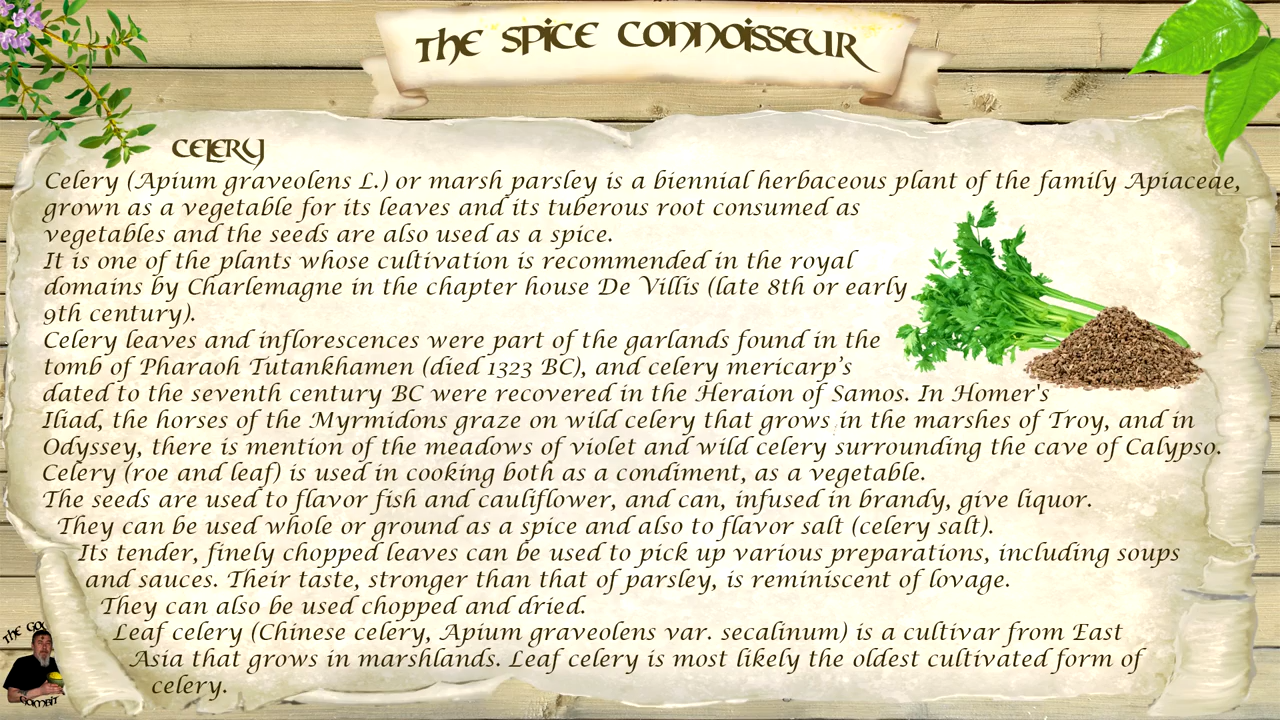 THE SPICE CONNOISSEUR
CELERY
Celery (Apium graveolens L.) or marsh parsley is a biennial herbaceous plant of the family Apiaceae,
grown as a vegetable for its leaves and its tuberous root consumed as
vegetables and the seeds are also used as a spice.
It is one of the plants whose cultivation is recommended in the royal
domains by Charlemagne in the chapter house De Villis (late 8th or early
9th century).
Celery leaves and inflorescences were part of the garlands found in the
tomb of Pharaoh Tutankhamen (died 1323 BC), and celery mericarp's
dated to the seventh century BC were recovered in the Heraion of Samos. In Homer's
Iliad, the horses of the Myrmidons graze on wild celery that grows in the marshes of Troy, and in
Odyssey, there is mention of the meadows of violet and wild celery surrounding the cave of Calypso.
Celery (roe and leaf) is used in cooking both as a condiment, as a vegetable.
The seeds are used to flavor fish and cauliflower, and can, infused in brandy, give liquor.
They can be used whole or ground as a spice and also to flavor salt (celery salt).
Its tender, finely chopped leaves can be used to pick up various preparations, including soups
and sauces. Their taste, stronger than that of parsley, is reminiscent of lovage.
They can also be used chopped and dried.
Leaf celery (Chinese celery, Apium graveolens var. secalinum) is a cultivar from East
Asia that grows in marshlands. Leaf celery is most likely the oldest cultivated form of
celery.
THE
GAMBIT